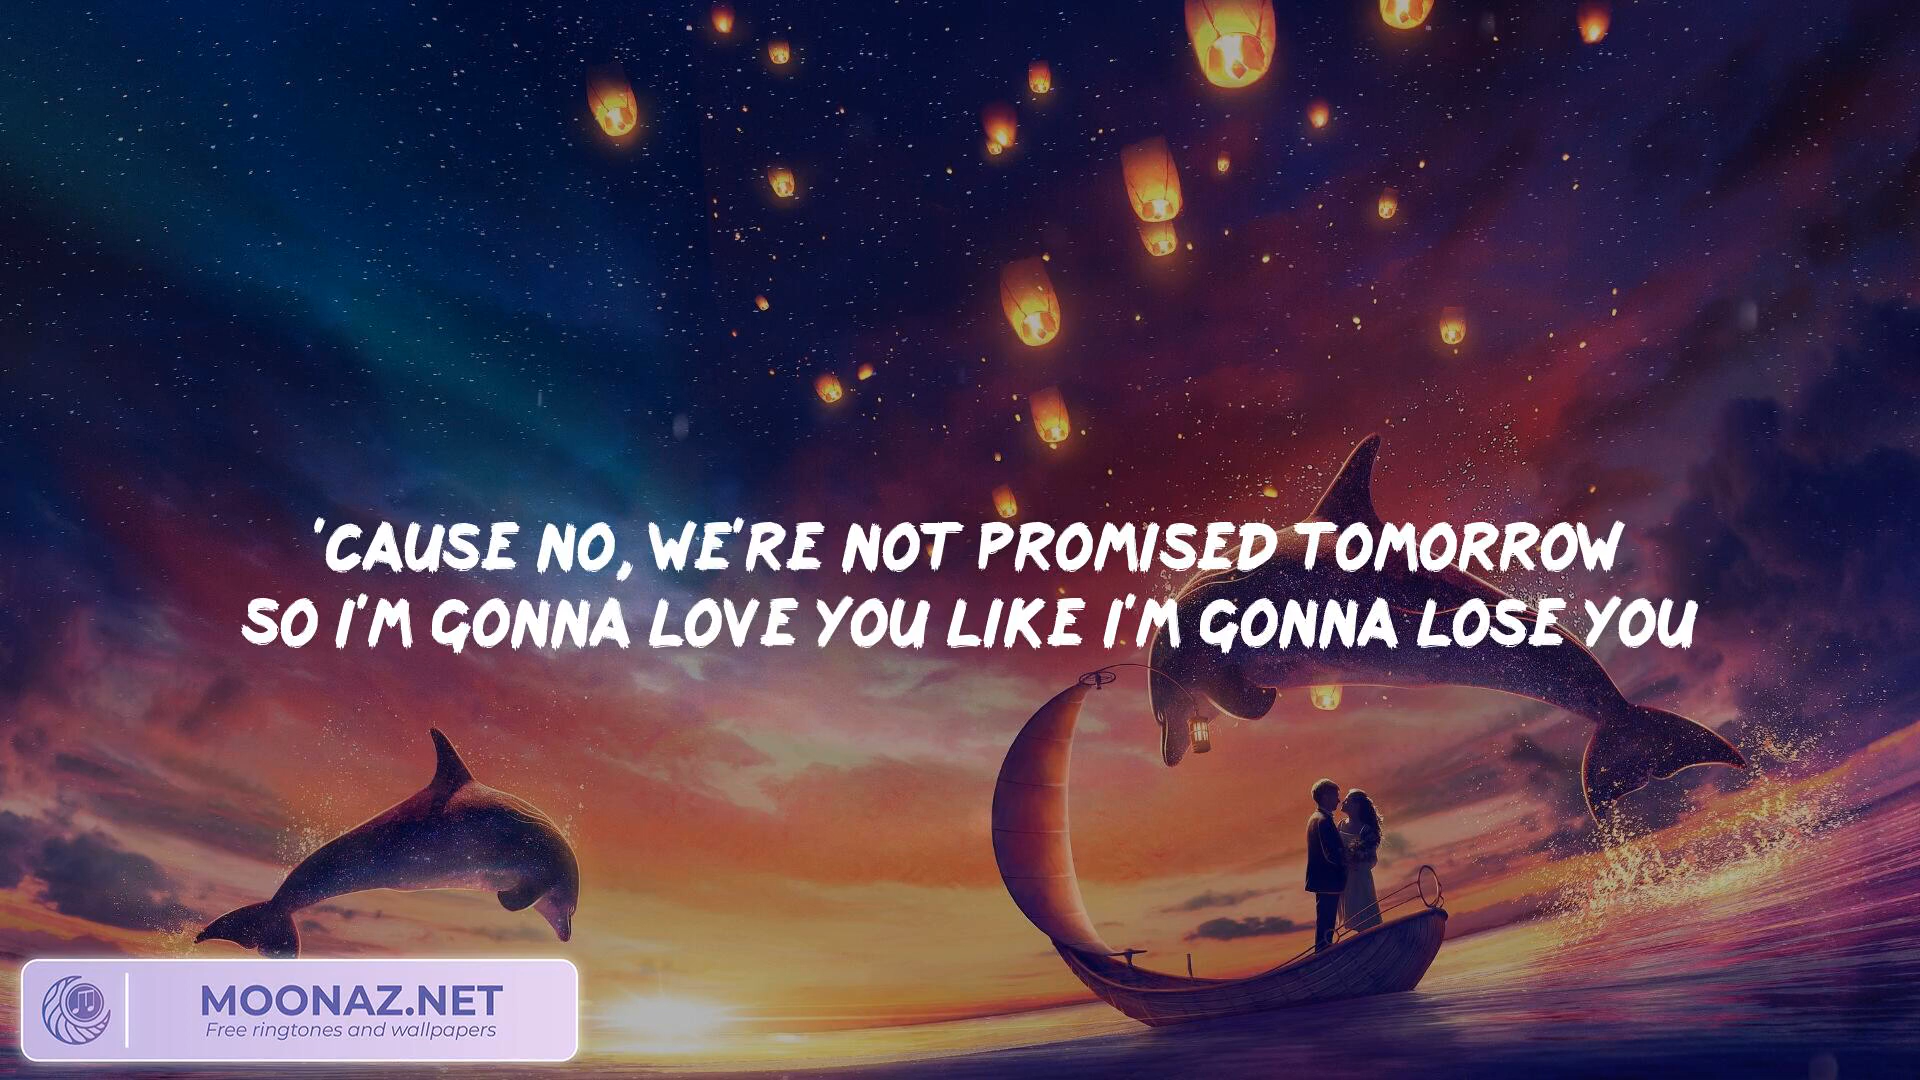 'CAUSE NO, WE'RE NOT PROMISED TOMORROW
SO I'M GONNA LOVE YOU LIKE I'M GONNA LOSE YOU
MOONAZ.NET
Free ringtones and wallpapers